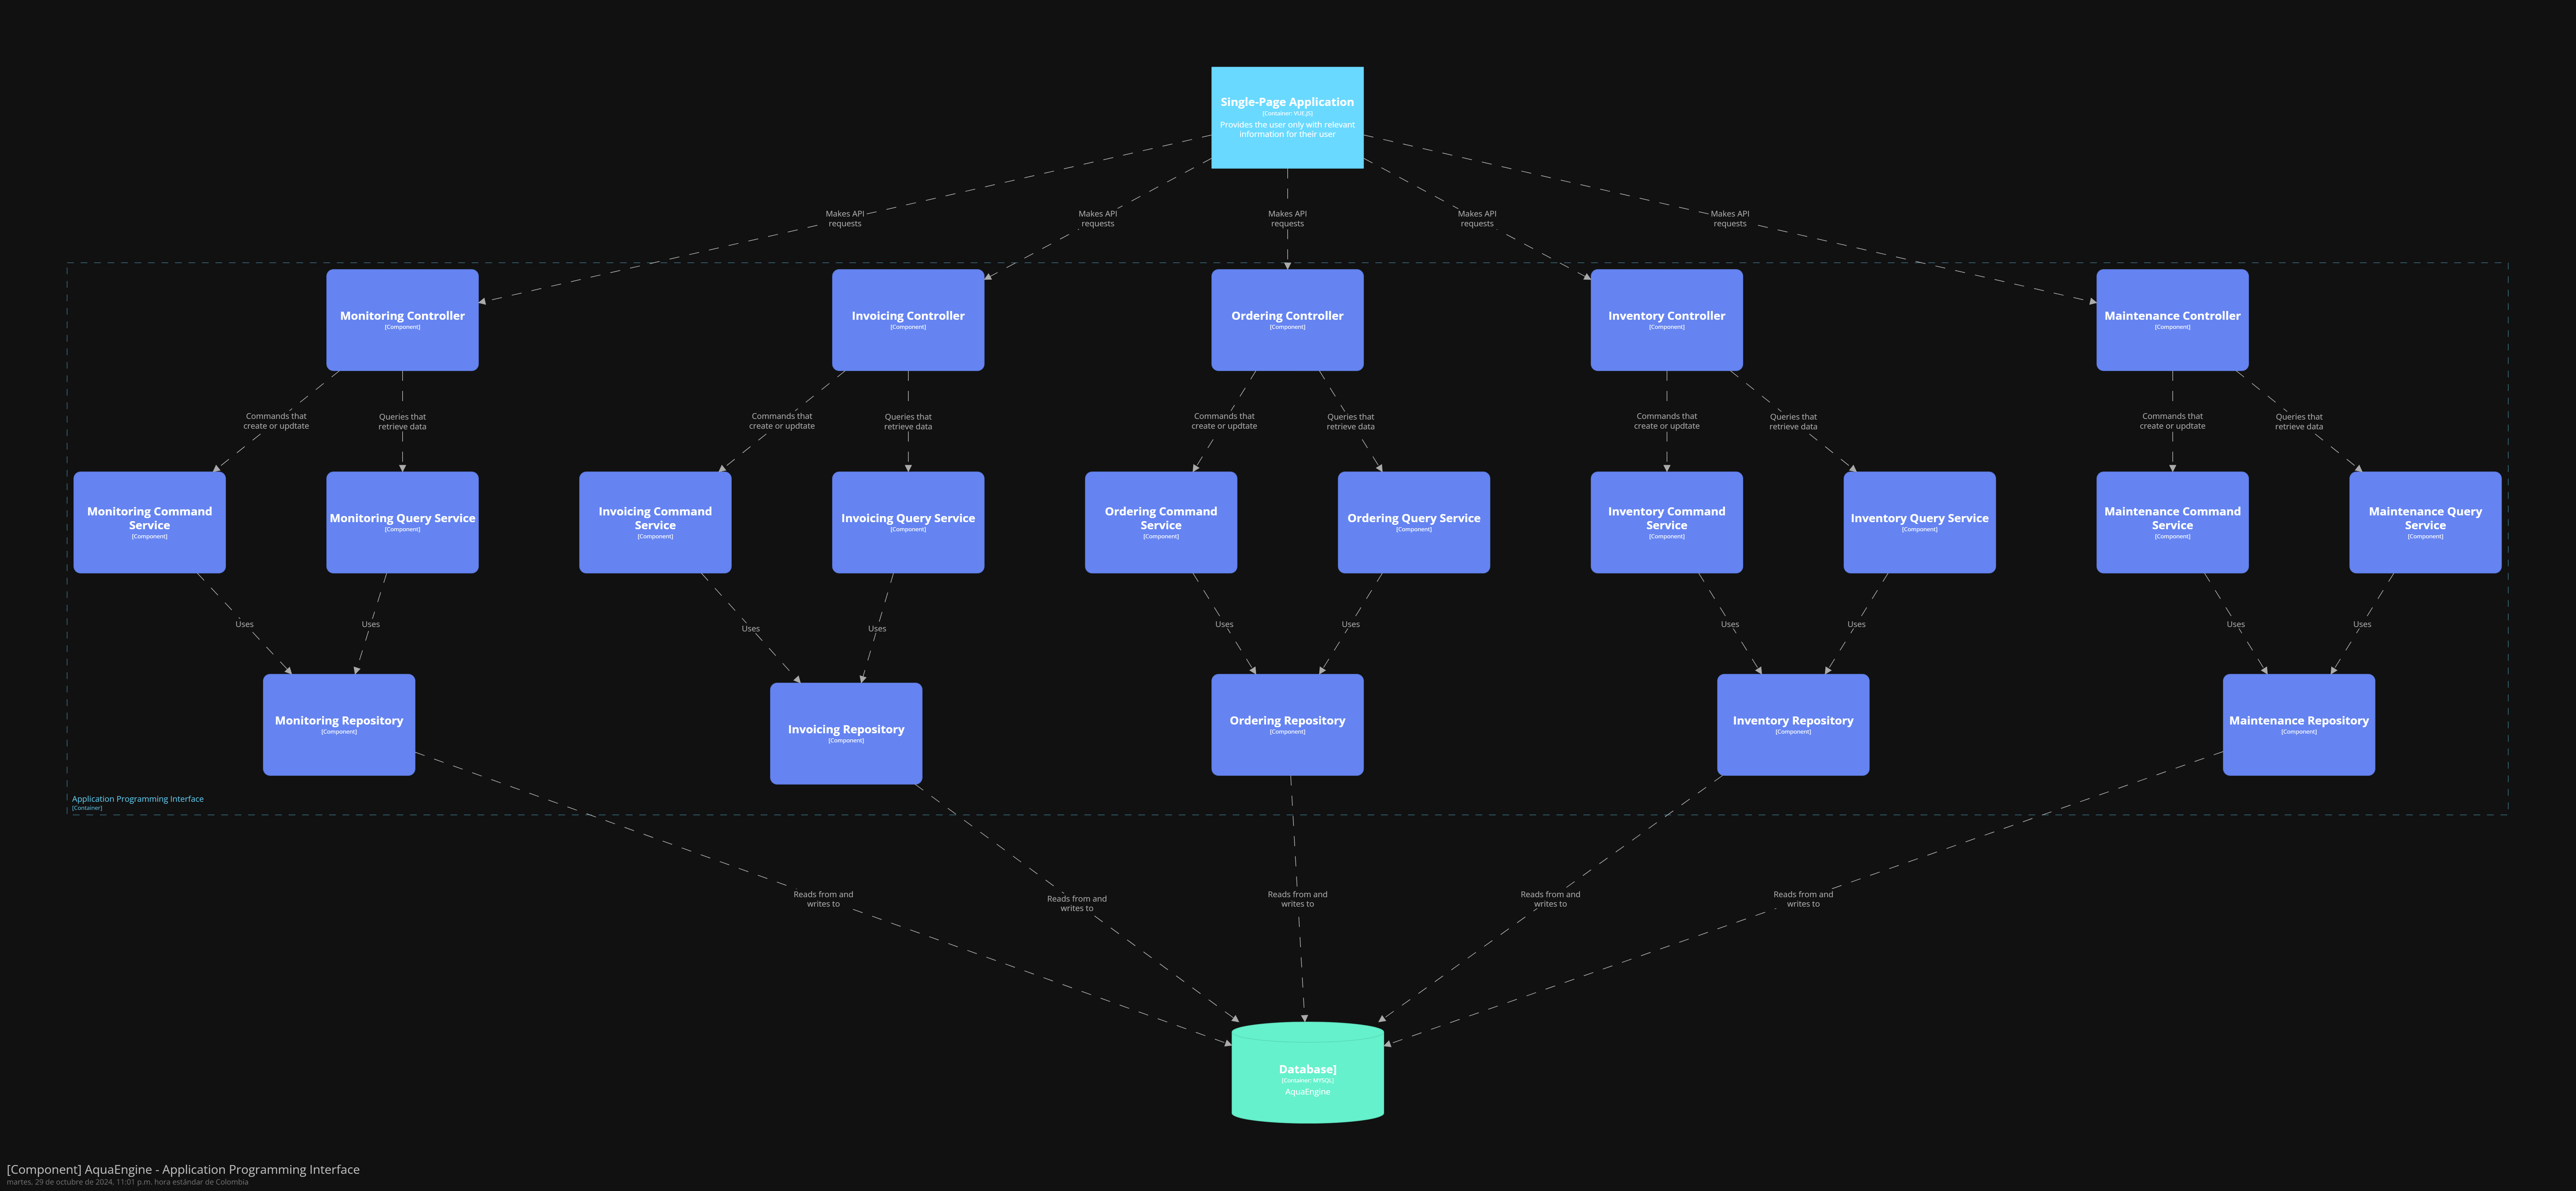 Single-Page Application
[Container: VUE.JS]
Provides the user only with relevant
information for their user
Makes API
requests
Makes API
requests
Makes API
requests
Makes API
requests
Makes API
requests
Monitoring Controller
[Component]
Invoicing Controller
[Component]
Ordering Controller
[Component]
Inventory Controller
[Component]
Maintenance Controller
[Component]
Commands that
create or updtate
Queries that
retrieve data
Commands that
create or updtate
Queries that
retrieve data
Commands that
create or updtate
Queries that
retrieve data
Commands that
create or updtate
Queries that
retrieve data
Commands that
create or updtate
Queries that
retrieve data
Monitoring Command
Service
[Component]
Monitoring Query Service
[Component]
Invoicing Command
Service
[Component]
Invoicing Query Service
[Component]
Ordering Command
Service
[Component]
Ordering Query Service
[Component]
Inventory Command
Service
[Component]
Inventory Query Service
[Component]
Maintenance Command
Service
[Component]
Maintenance Query
Service
[Component]
Uses
Uses
Uses
Uses
Uses
Uses
Uses
Uses
Uses
Uses
Monitoring Repository
[Component]
Invoicing Repository
[Component]
Ordering Repository
[Component]
Inventory Repository
[Component]
Maintenance Repository
[Component]
Application Programming Interface
[Container]
Reads from and
writes to
Reads from and
writes to
Reads from and
writes to
Reads from and
writes to
Reads from and
writes to
Database]
[Container: MYSQL]
AquaEngine
[Component] AquaEngine - Application Programming Interface
martes, 29 de octubre de 2024, 11:01 p.m. hora estándar de Colombia